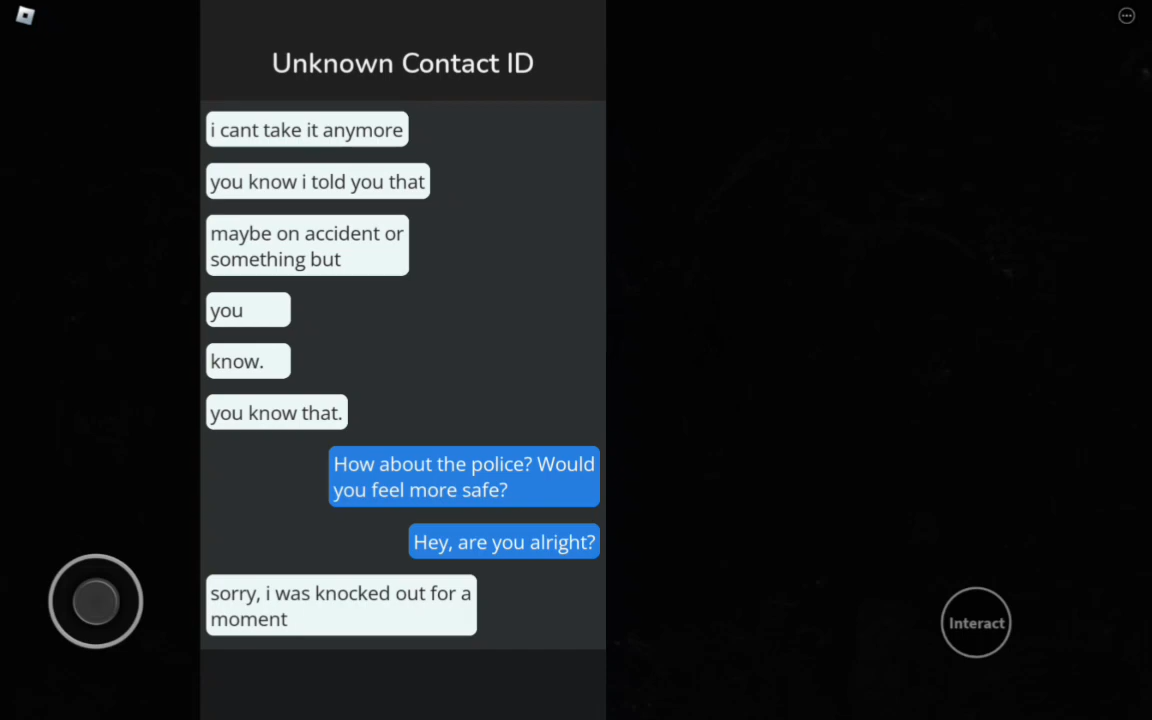 Unknown Contact ID
i cant take it anymore
you know i told you that
maybe on accident or
something but
you
know.
you know that.
How about the police? Would
you feel more safe?
Hey, are you alright?
sorry, i was knocked out for a
moment
Interact